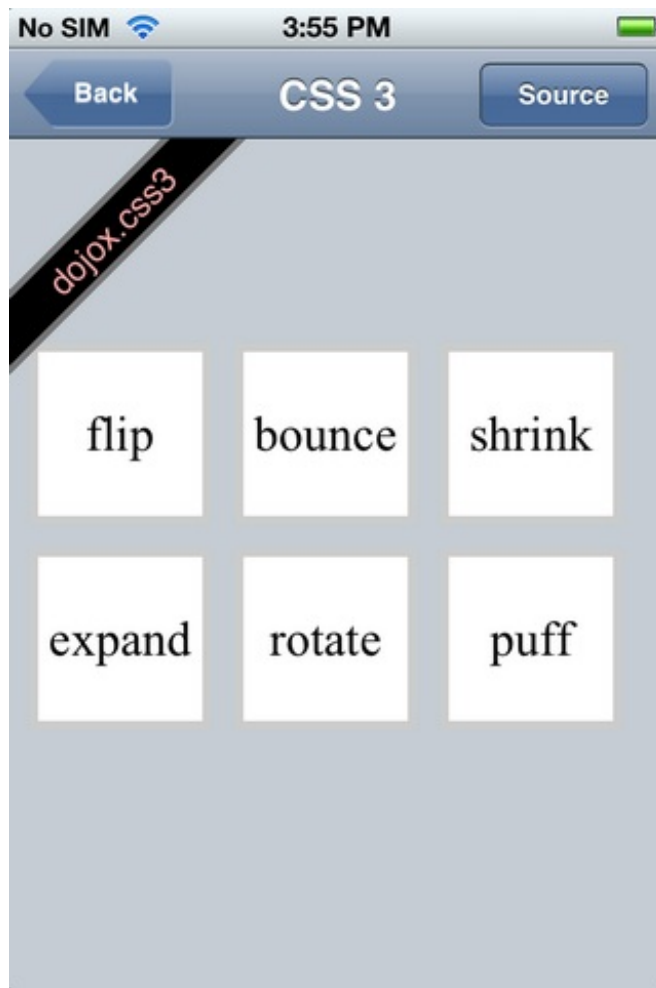 No SIM 3:55 PM
Back CSS 3 Source
dojox.css3
flip bounce shrink
expand rotate puff